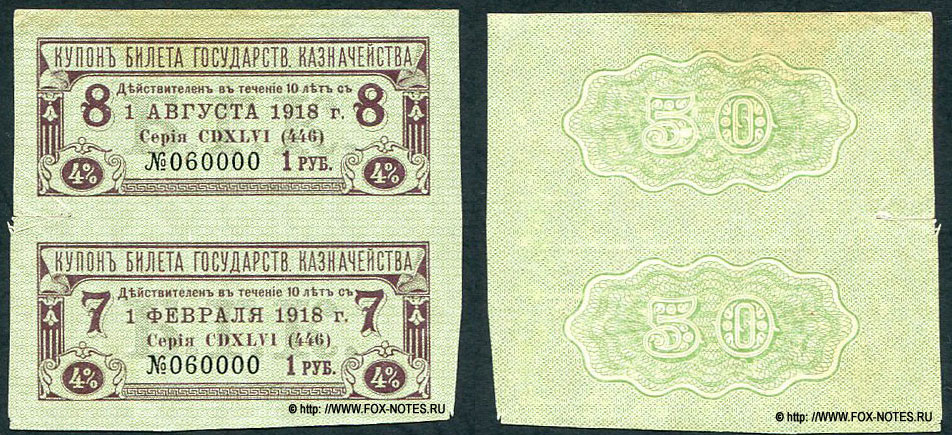 КУПОНЪ БИЛЕТА ГОСУДАРСТВ. КАЗНАЧЕЙСТВА
Дѣйствителенъ въ теченіе 10 лѣтъ съ
8 1 АВГУСТА 1918 г. 8
Серія CDXLVI (446)
4% №060000 1 РУБ. 4%
КУПОНЪ БИЛЕТА ГОСУДАРСТВ. КАЗНАЧЕЙСТВА
Дѣйствителенъ въ теченіе 10 лѣтъ съ
7 1 ФЕВРАЛЯ 1918 г. 7
Серія CDXLVI (446)
4% №060000 1 РУБ. 4%
© http: //WWW.FOX-NOTES.RU
50
50
© http: //WWW.FOX-NOTES.RU